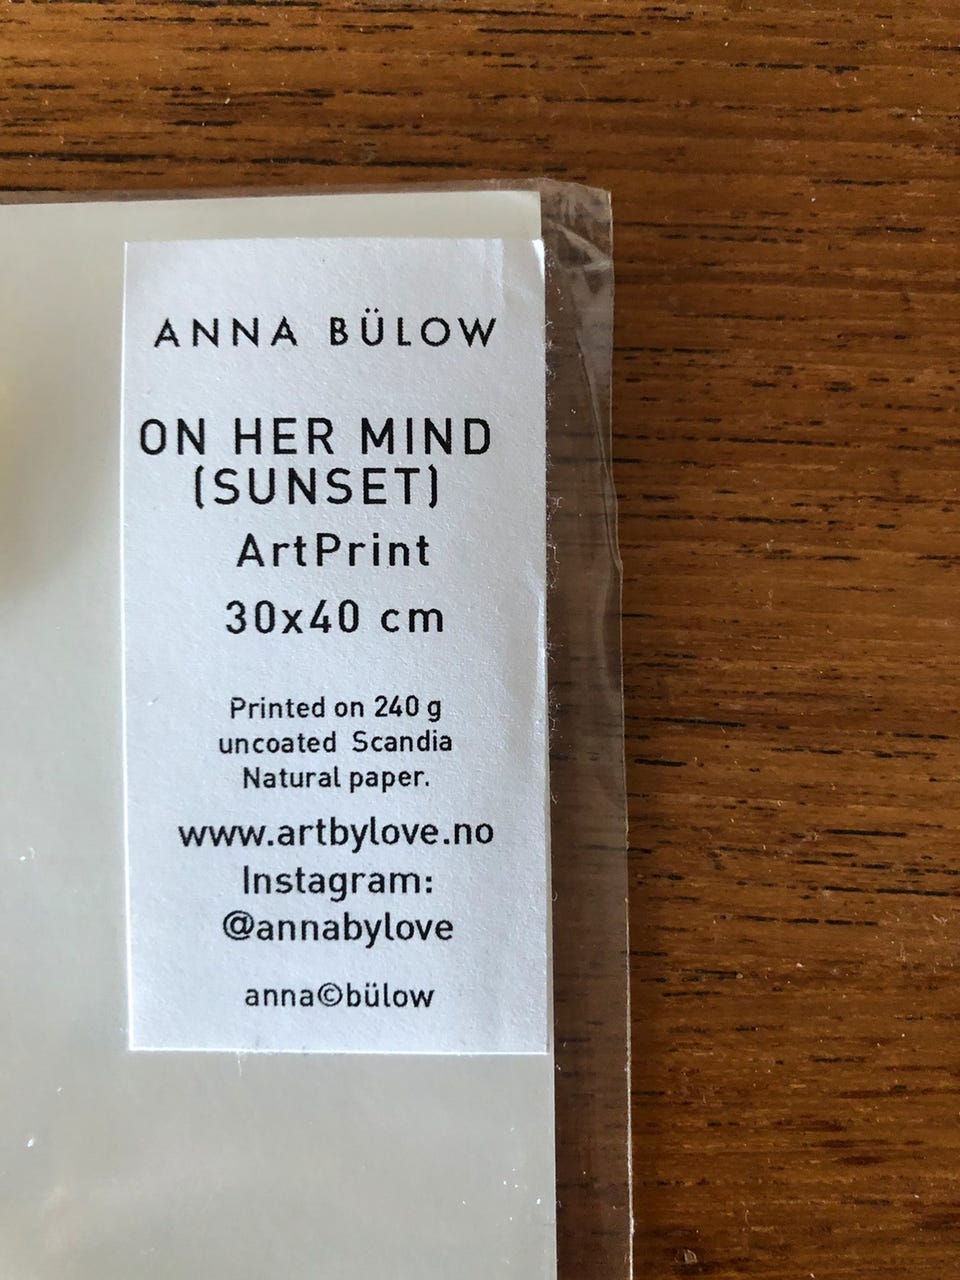 ANNA BÜLOW
ON HER MIND
(SUNSET)
ArtPrint
30x40 cm
Printed on 240 g
uncoated Scandia
Natural paper.
www.artbylove.no
Instagram:
@annabylove
anna©bülow